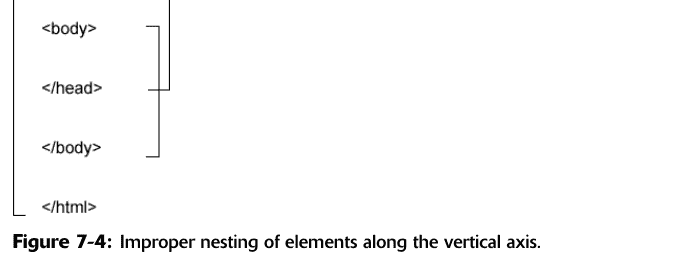 <body>
</head>
</body>
</html>
Figure 7-4: Improper nesting of elements along the vertical axis.